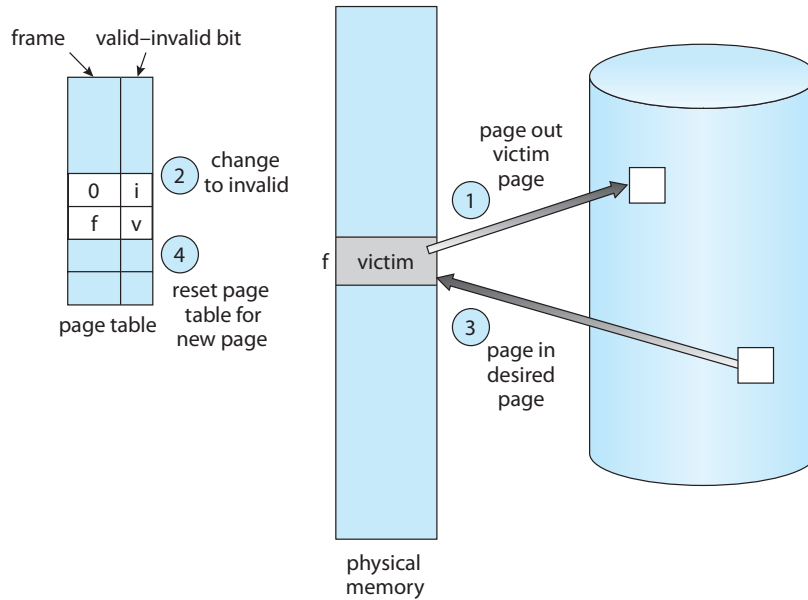 frame
valid–invalid bit
0 i
f v
page table
2
change
to invalid
4
reset page
table for
new page
f
victim
physical
memory
page out
victim
page
1
3
page in
desired
page